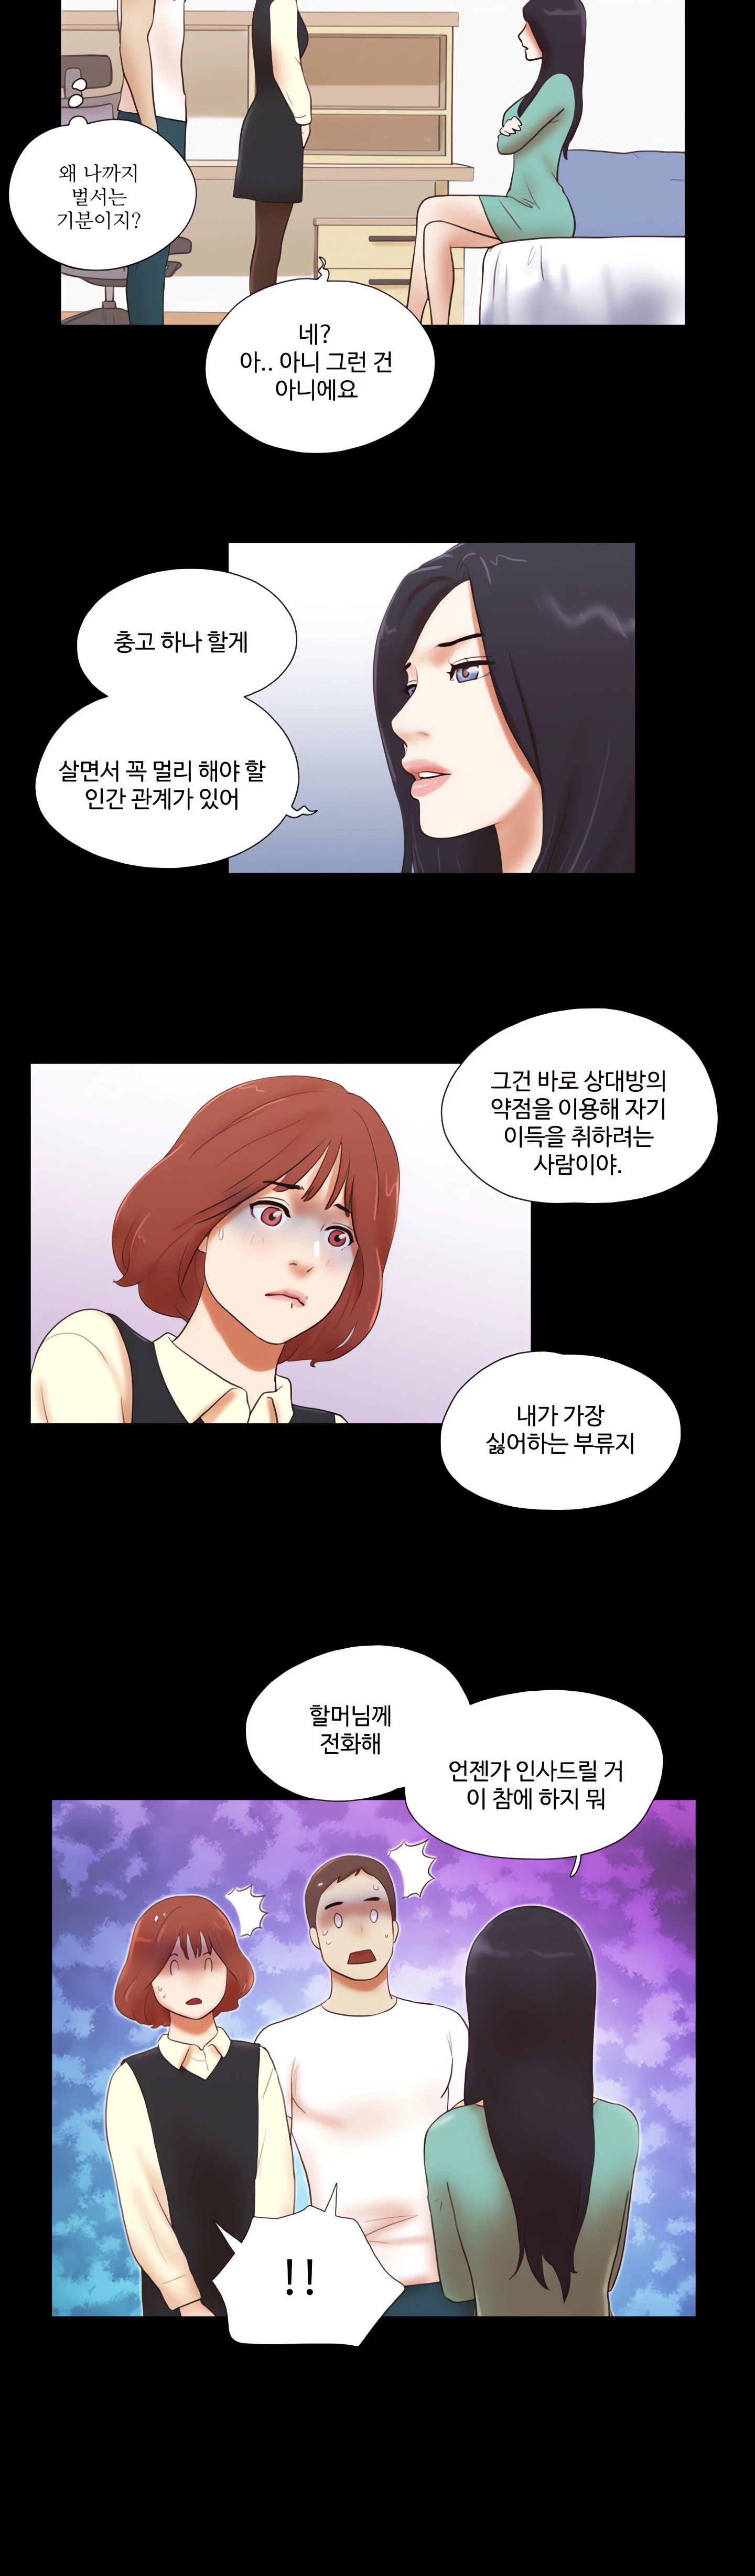 왜 나까지
벌서는
기분이지?
네?
아.. 아니 그런 건
아니에요
충고 하나 할게
살면서 꼭 멀리 해야 할
인간 관계가 있어
그건 바로 상대방의
약점을 이용해 자기
이득을 취하려는
사람이야.
내가 가장
싫어하는 부류지
할머님께
전화해
언젠가 인사드릴 거
이 참에 하지 뭐
!!